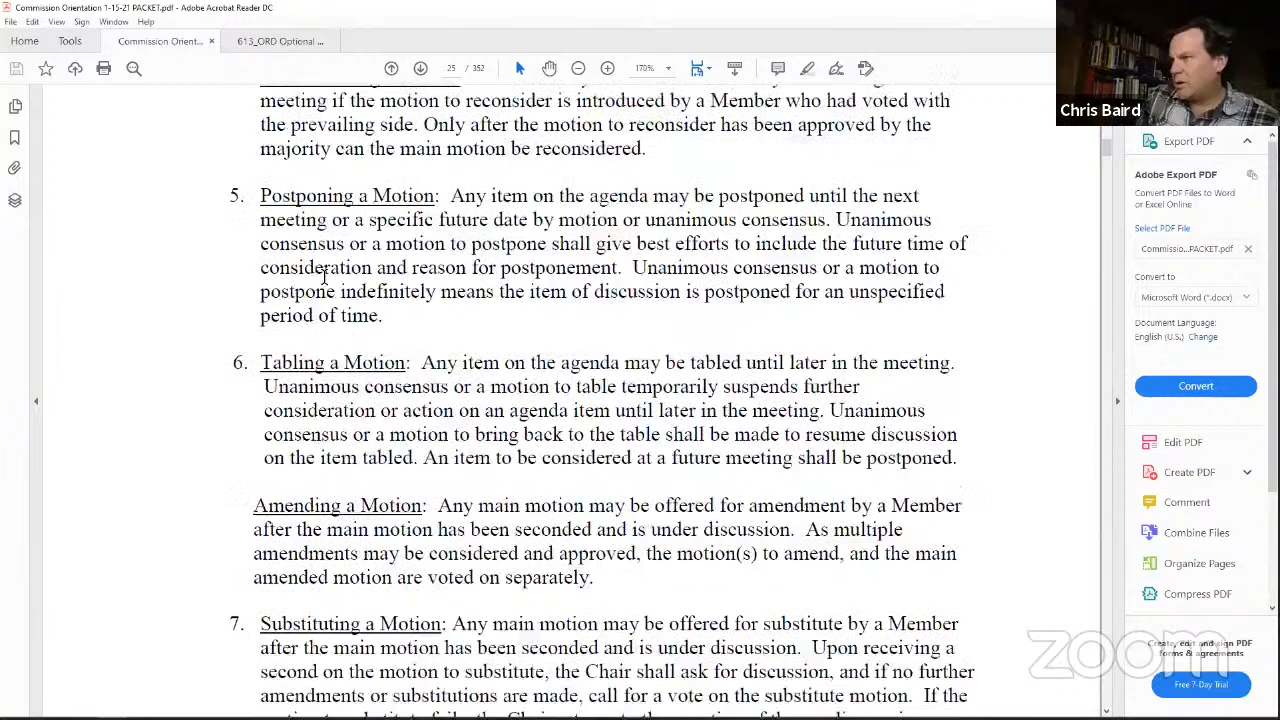 Commission Orientation 1-15-21 PACKET.pdf - Adobe Acrobat Reader DC
File Edit View Sign Window Help
Home Tools Commission Orient... × 613_ORD Optional ...
25 / 352 170%
Chris Baird
meeting if the motion to reconsider is introduced by a Member who had voted with
the prevailing side. Only after the motion to reconsider has been approved by the
majority can the main motion be reconsidered.
5. Postponing a Motion: Any item on the agenda may be postponed until the next
meeting or a specific future date by motion or unanimous consensus. Unanimous
consensus or a motion to postpone shall give best efforts to include the future time of
consideration and reason for postponement. Unanimous consensus or a motion to
postpone indefinitely means the item of discussion is postponed for an unspecified
period of time.
6. Tabling a Motion: Any item on the agenda may be tabled until later in the meeting.
Unanimous consensus or a motion to table temporarily suspends further
consideration or action on an agenda item until later in the meeting. Unanimous
consensus or a motion to bring back to the table shall be made to resume discussion
on the item tabled. An item to be considered at a future meeting shall be postponed.
Amending a Motion: Any main motion may be offered for amendment by a Member
after the main motion has been seconded and is under discussion. As multiple
amendments may be considered and approved, the motion(s) to amend, and the main
amended motion are voted on separately.
7. Substituting a Motion: Any main motion may be offered for substitute by a Member
after the main motion has been seconded and is under discussion. Upon receiving a
second on the motion to substitute, the Chair shall ask for discussion, and if no further
amendments or substitutions are made, call for a vote on the substitute motion. If the
Export PDF
Adobe Export PDF
Convert PDF Files to Word
or Excel Online
Select PDF File
Commissio...PACKET.pdf
Convert to
Microsoft Word (*.docx)
Document Language:
English (U.S.) Change
Convert
Edit PDF
Create PDF
Comment
Combine Files
Organize Pages
Compress PDF
Create, edit and sign PDF
forms & agreements
Free 7-Day Trial
zoom